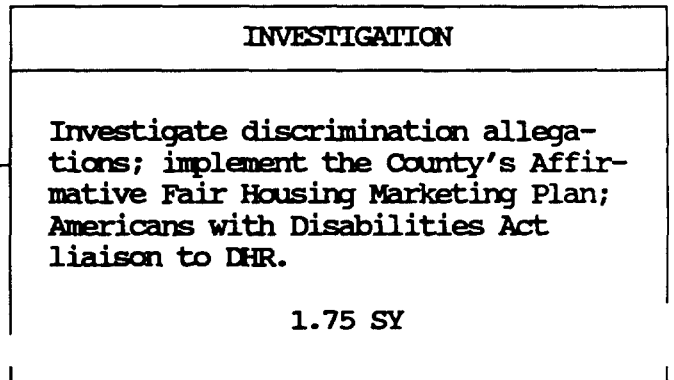 INVESTIGATION
Investigate discrimination allega-
tions; implement the County's Affir-
mative Fair Housing Marketing Plan;
Americans with Disabilities Act
liaison to DHR.
1.75 SY